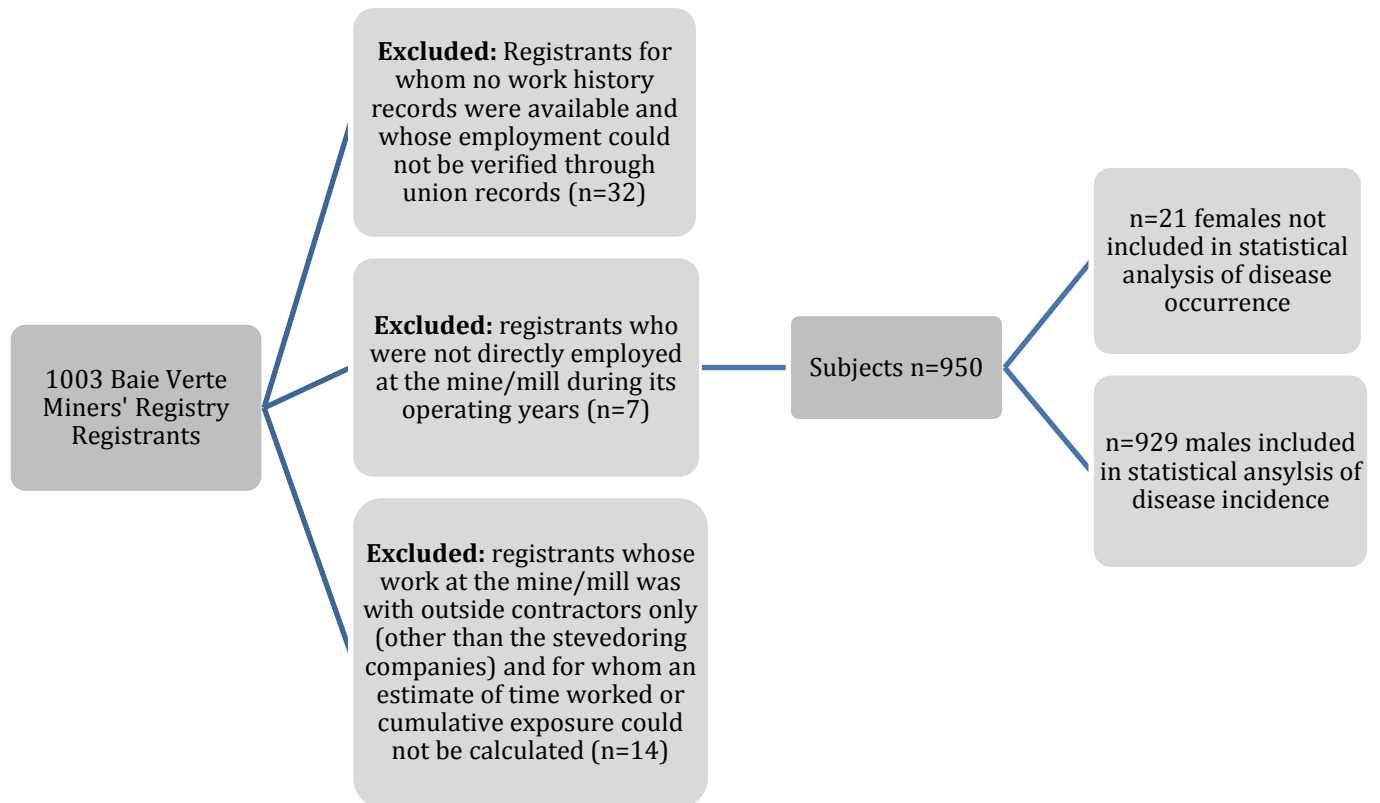 1003 Baie Verte
Miners' Registry
Registrants
Excluded: Registrants for
whom no work history
records were available and
whose employment could
not be verified through
union records (n=32)
Excluded: registrants who
were not directly employed
at the mine/mill during its
operating years (n=7)
Excluded: registrants whose
work at the mine/mill was
with outside contractors only
(other than the stevedoring
companies) and for whom an
estimate of time worked or
cumulative exposure could
not be calculated (n=14)
Subjects n=950
n=21 females not
included in statistical
analysis of disease
occurrence
n=929 males included
in statistical ansylsis of
disease incidence